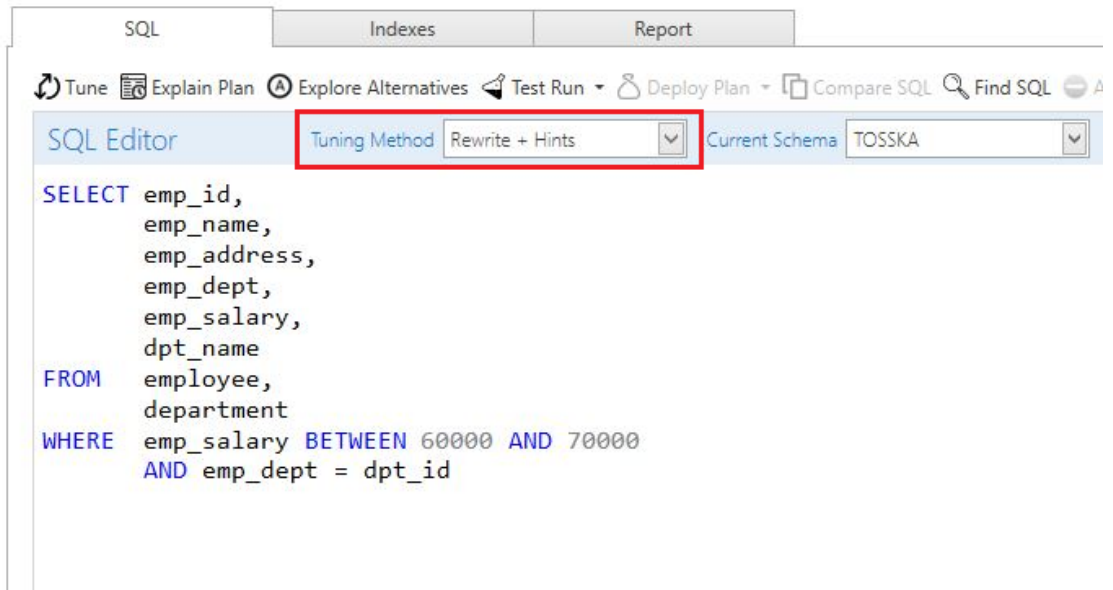 SQL Indexes Report
Tune Explain Plan Explore Alternatives Test Run Deploy Plan Compare SQL Find SQL A
SQL Editor Tuning Method Rewrite + Hints Current Schema TOSSKA
SELECT emp_id,
emp_name,
emp_address,
emp_dept,
emp_salary,
dpt_name
FROM employee,
department
WHERE emp_salary BETWEEN 60000 AND 70000
AND emp_dept = dpt_id